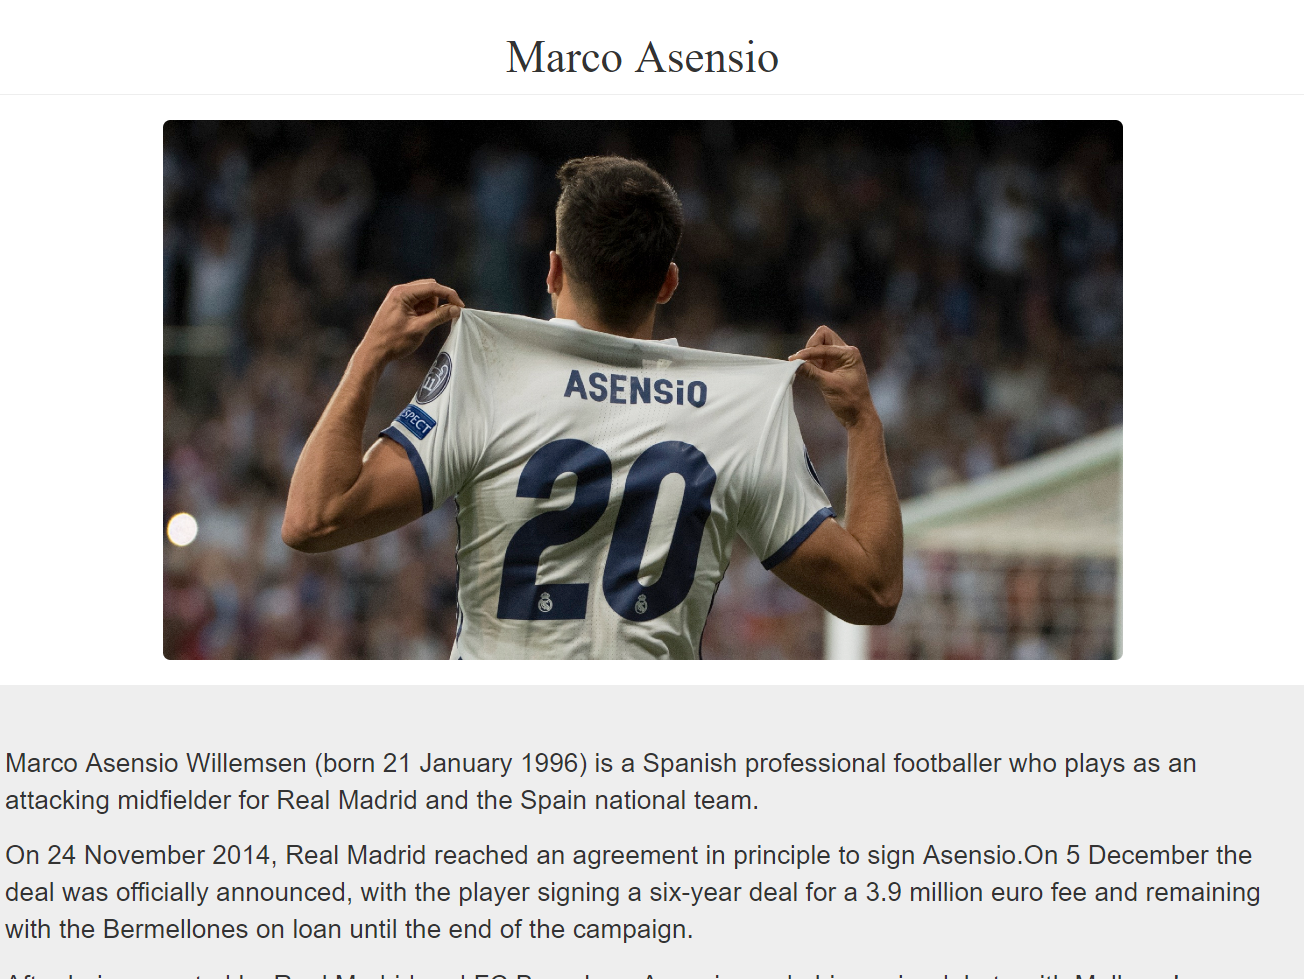 Marco Asensio
11
SPECT
ASENSiO
20
Marco Asensio Willemsen (born 21 January 1996) is a Spanish professional footballer who plays as an
attacking midfielder for Real Madrid and the Spain national team.
On 24 November 2014, Real Madrid reached an agreement in principle to sign Asensio.On 5 December the
deal was officially announced, with the player signing a six-year deal for a 3.9 million euro fee and remaining
with the Bermellones on loan until the end of the campaign.